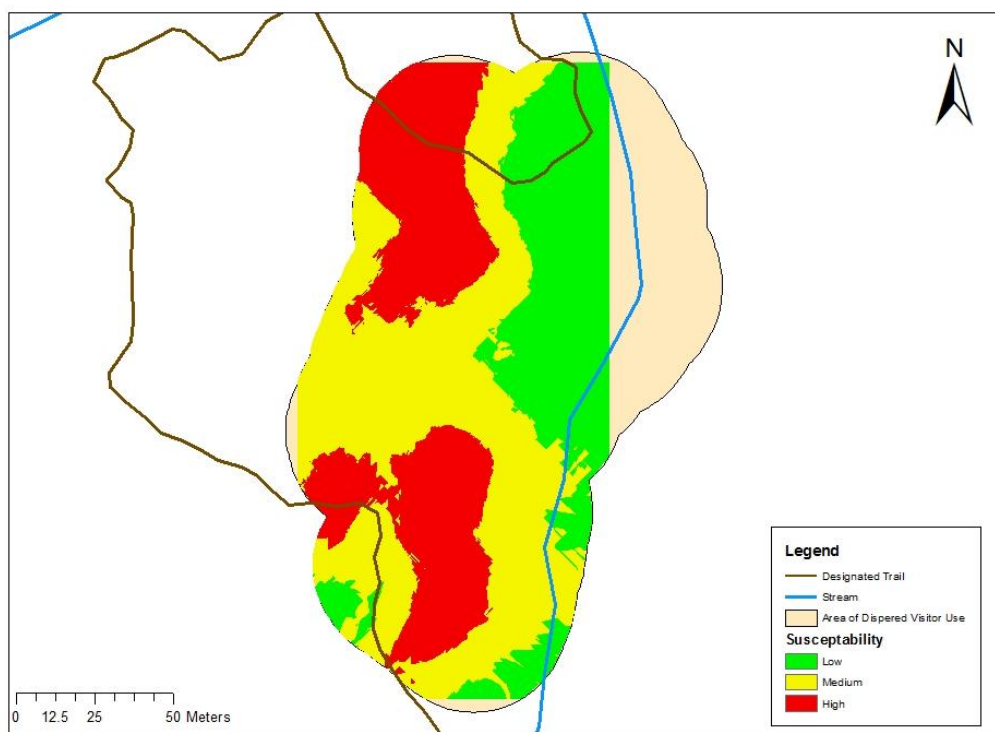 N
Legend
Designated Trail
Stream
Area of Dispered Visitor Use
Susceptability
Low
Medium
High
0 12.5 25 50 Meters